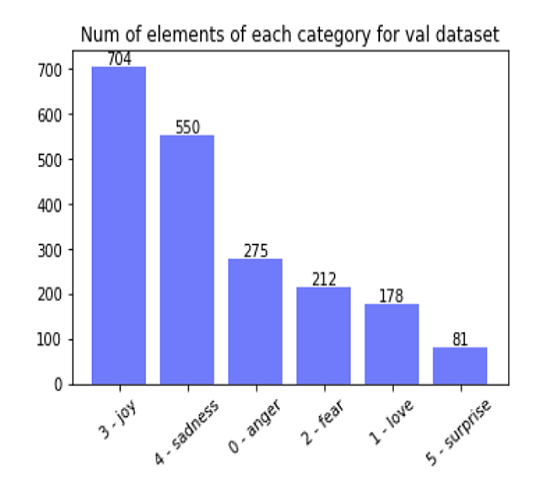 Num of elements of each category for val dataset
704
550
275
212
178
81
700
600
500
400
300
200
100
0
3 - joy
4 - sadness
0 - anger
2 - fear
1 - love
5 - surprise